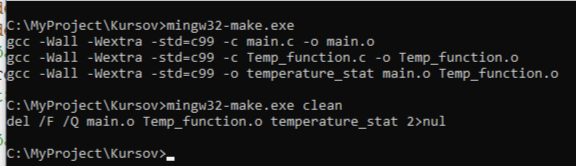 C:\MyProject\Kursov>mingw32-make.exe
gcc -Wall -Wextra -std=c99 -c main.c -o main.o
gcc -Wall -Wextra -std=c99 -c Temp_function.c -o Temp_function.o
gcc -Wall -Wextra -std=c99 -o temperature_stat main.o Temp_function.o
C:\MyProject\Kursov>mingw32-make.exe clean
del /F /Q main.o Temp_function.o temperature_stat 2>nul
C:\MyProject\Kursov>